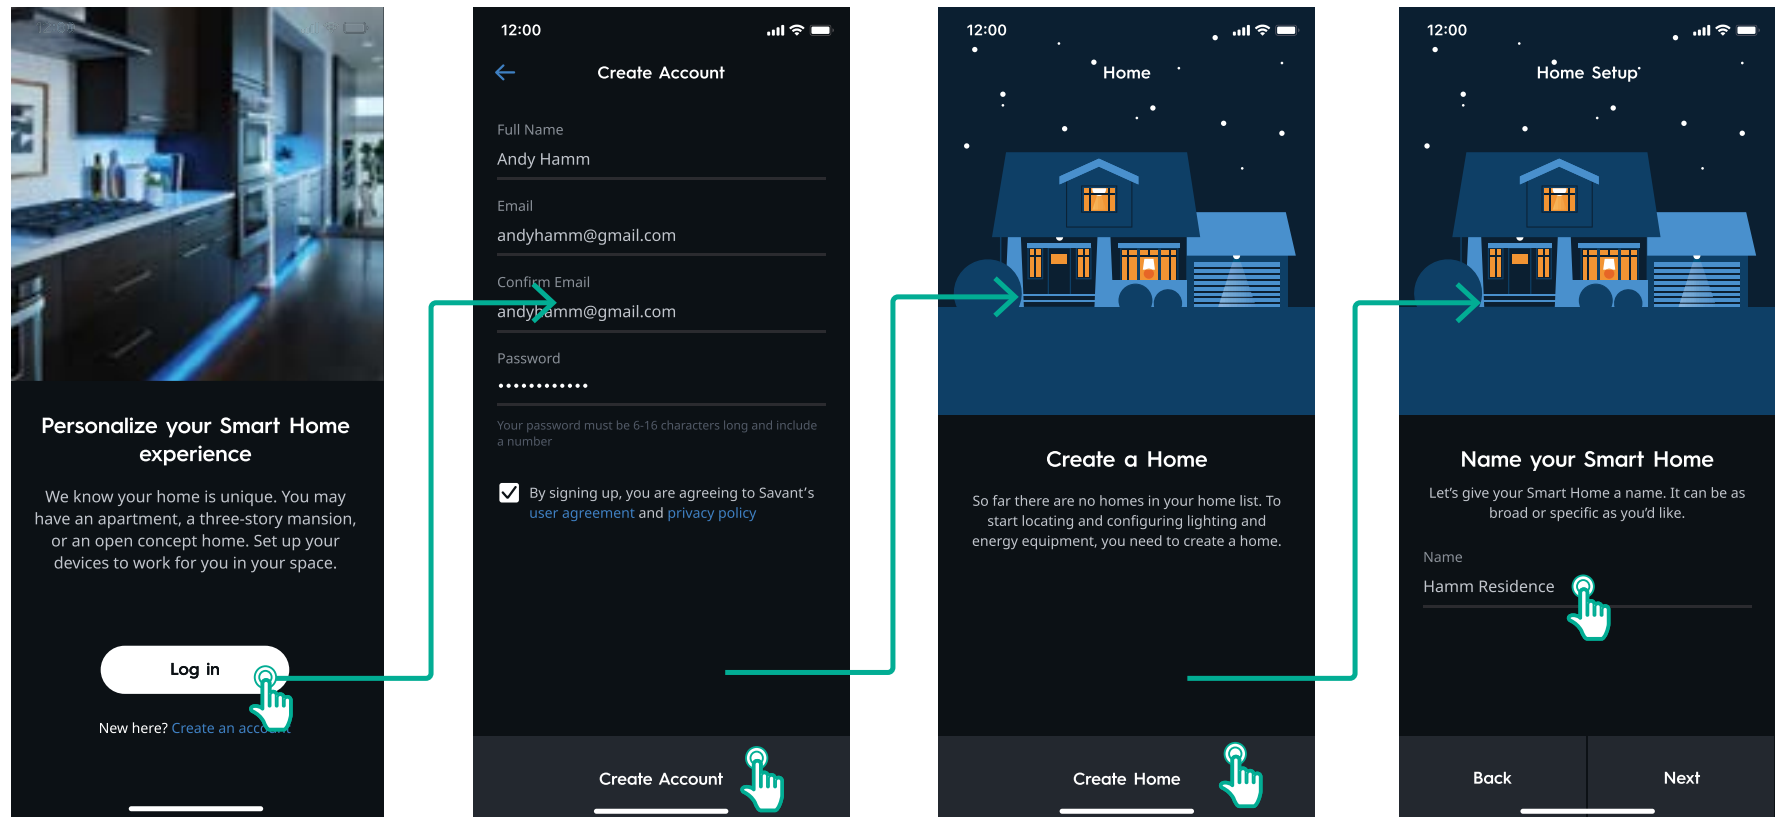 Personalize your Smart Home
experience
We know your home is unique. You may
have an apartment, a three-story mansion,
or an open concept home. Set up your
devices to work for you in your space.
Log in
New here? Create an account
12:00
Create Account
Full Name
Andy Hamm
Email
andyhamm@gmail.com
Confirm Email
andyhamm@gmail.com
Password
Your password must be 6-16 characters long and include
a number
By signing up, you are agreeing to Savant’s
user agreement and privacy policy
Create Account
12:00
Home
Create a Home
So far there are no homes in your home list. To
start locating and configuring lighting and
energy equipment, you need to create a home.
Create Home
12:00
Home Setup
Name your Smart Home
Let’s give your Smart Home a name. It can be as
broad or specific as you’d like.
Name
Hamm Residence
Back
Next